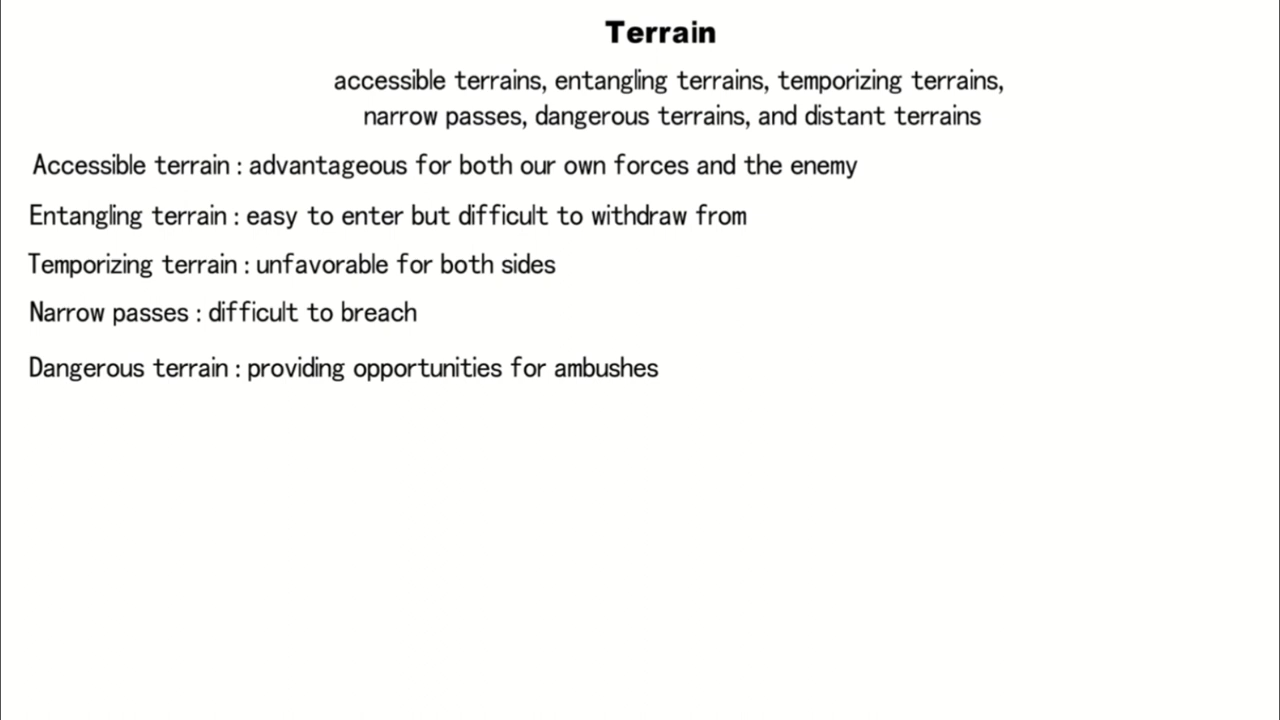 Terrain
accessible terrains, entangling terrains, temporizing terrains,
narrow passes, dangerous terrains, and distant terrains
Accessible terrain : advantageous for both our own forces and the enemy
Entangling terrain : easy to enter but difficult to withdraw from
Temporizing terrain : unfavorable for both sides
Narrow passes : difficult to breach
Dangerous terrain : providing opportunities for ambushes